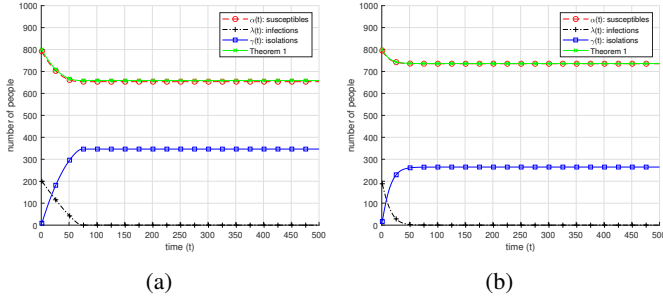 1000
900
800
700
600
500
400
300
200
100
0
number of people
0 50 100 150 200 250 300 350 400 450 500
time (t)
α(t): susceptibles
λ(t): infections
γ(t): isolations
Theorem 1
(a)
1000
900
800
700
600
500
400
300
200
100
0
number of people
0 50 100 150 200 250 300 350 400 450 500
time (t)
α(t): susceptibles
λ(t): infections
γ(t): isolations
Theorem 1
(b)